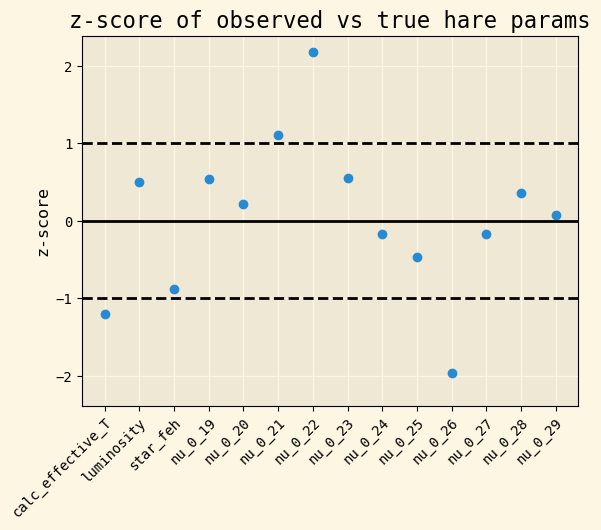 z-score of observed vs true hare params
z-score
2
1
0
−1
−2
calc_effective_T
luminosity
star_feh
nu_0_19
nu_0_20
nu_0_21
nu_0_22
nu_0_23
nu_0_24
nu_0_25
nu_0_26
nu_0_27
nu_0_28
nu_0_29